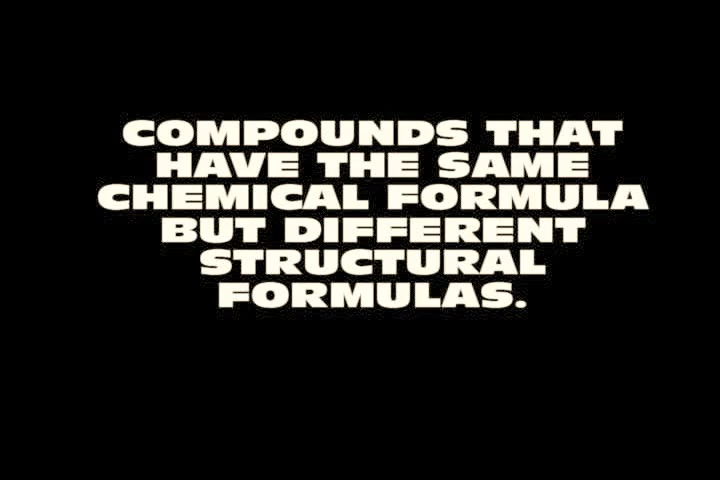 COMPOUNDS THAT
HAVE THE SAME
CHEMICAL FORMULA
BUT DIFFERENT
STRUCTURAL
FORMULAS.